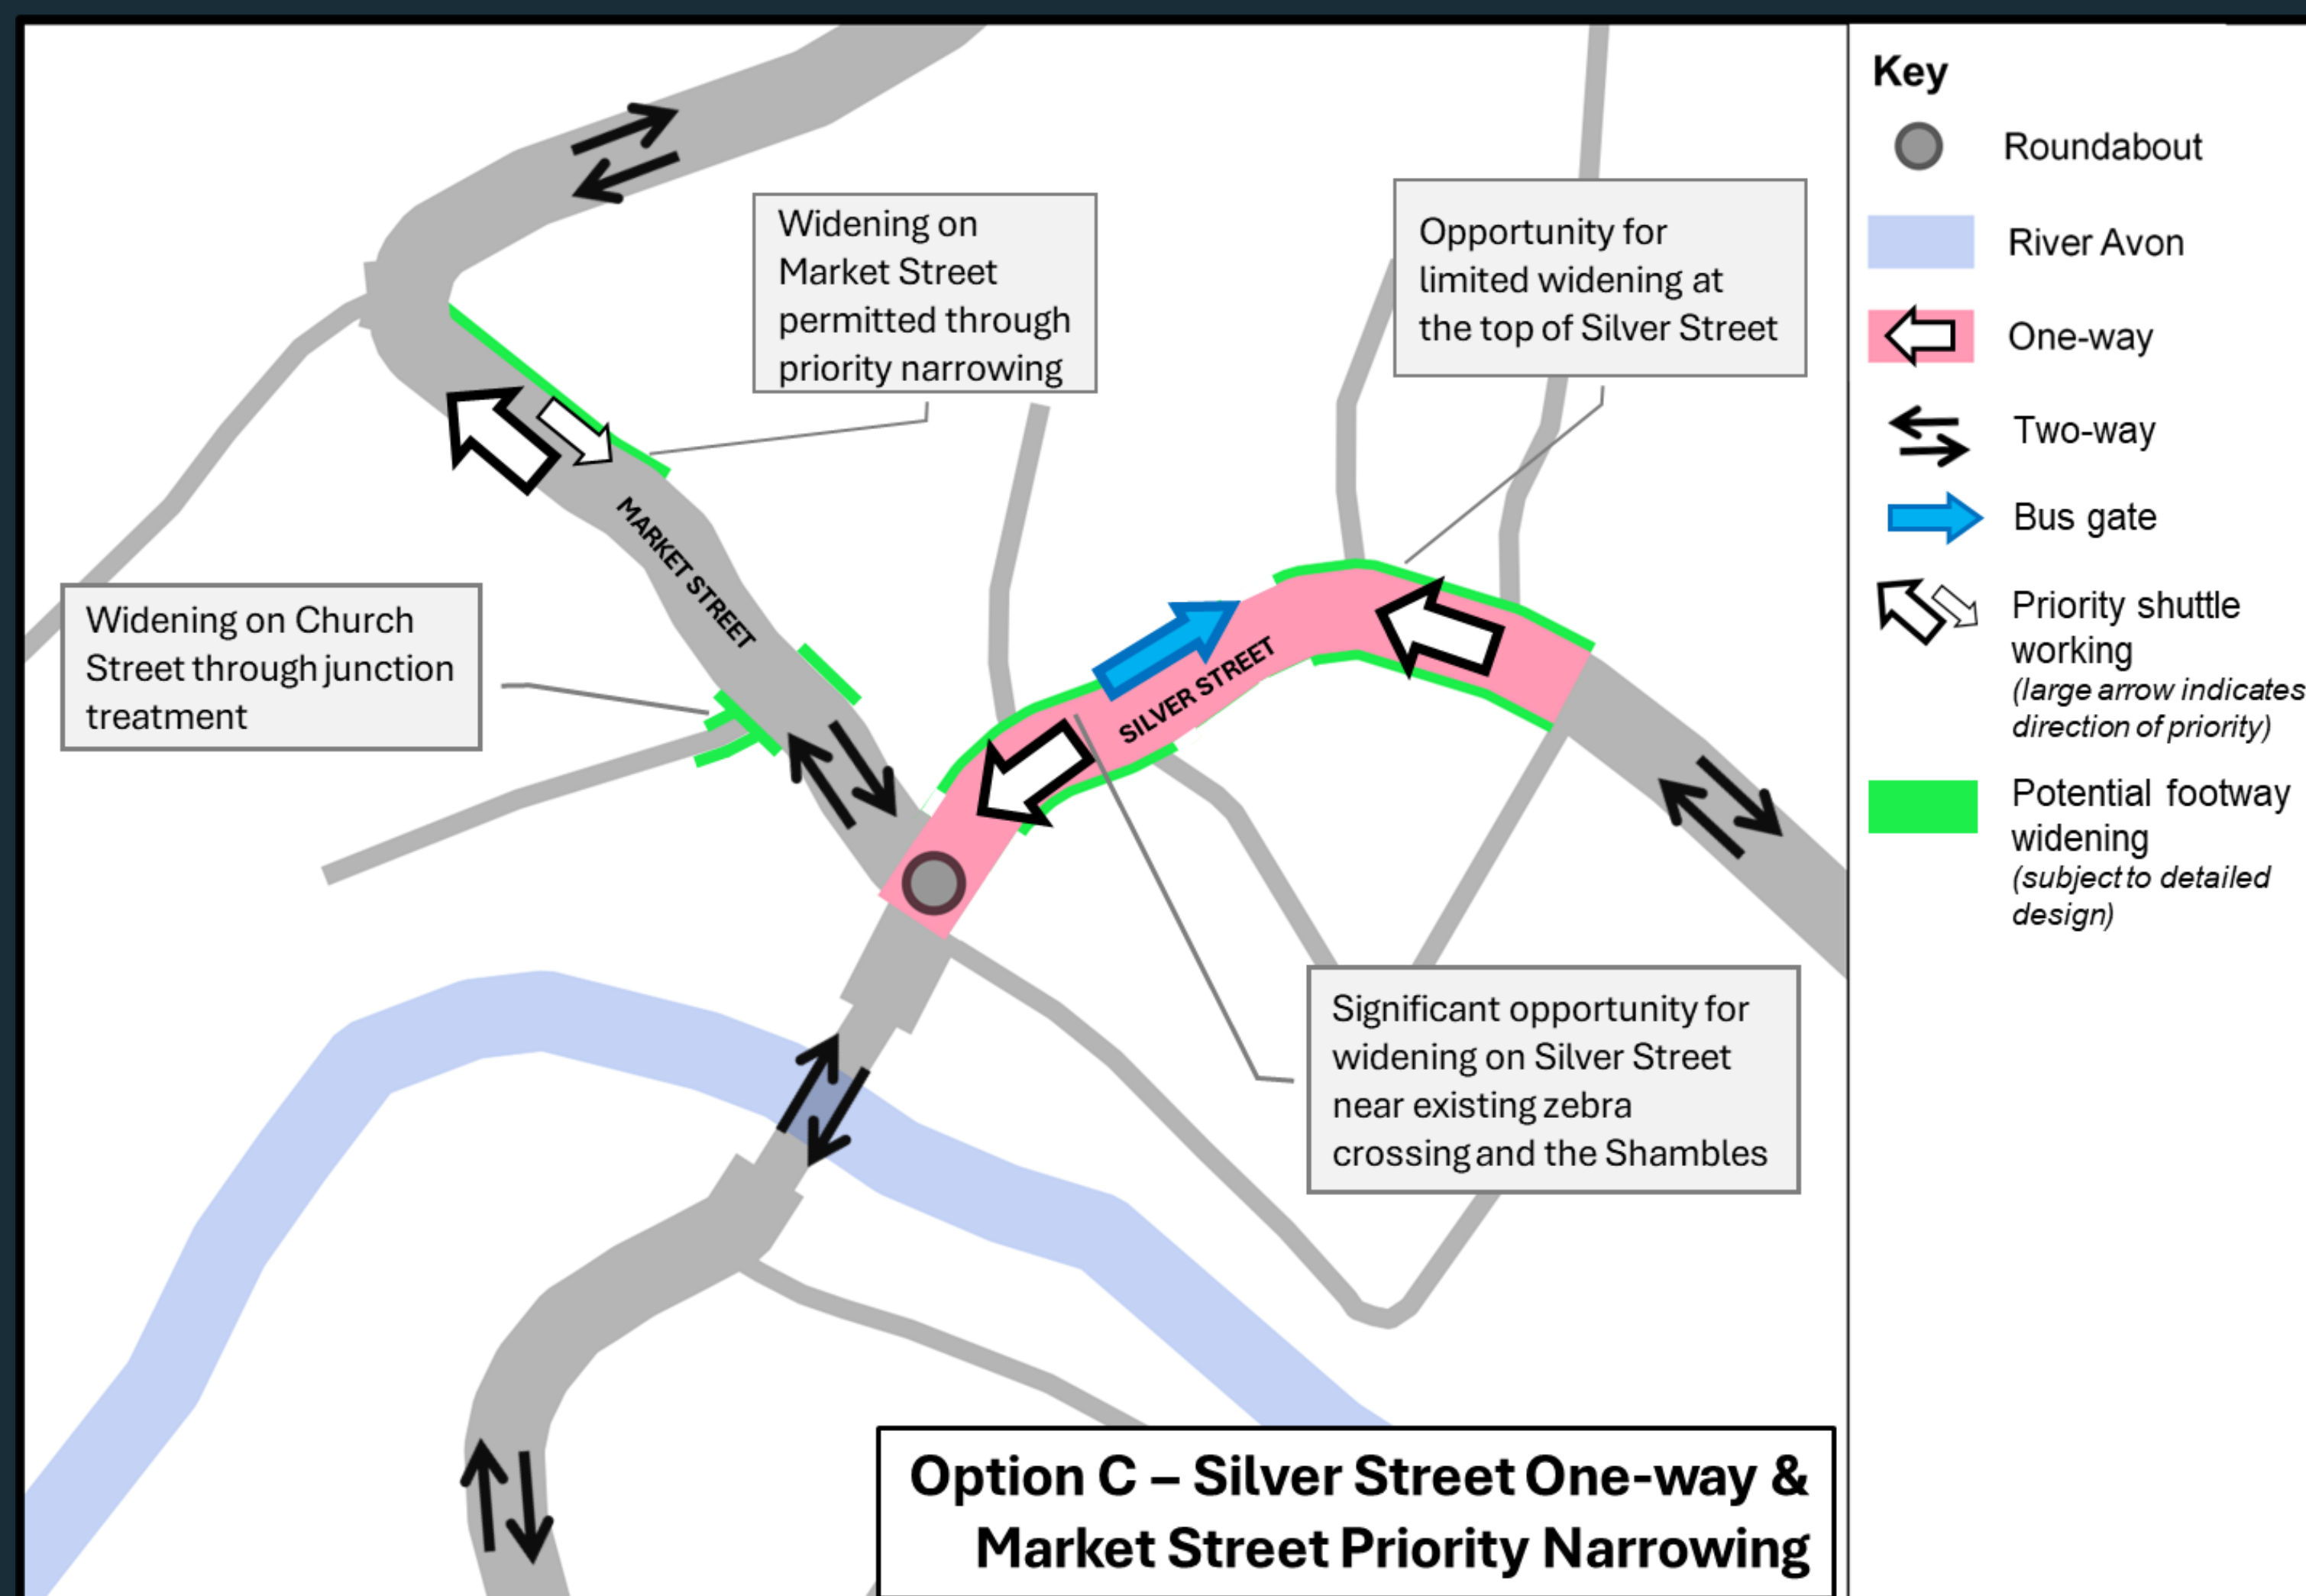 Widening on
Market Street
permitted through
priority narrowing
Opportunity for
limited widening at
the top of Silver Street
Widening on Church
Street through junction
treatment
MARKET STREET
SILVER STREET
Significant opportunity for
widening on Silver Street
near existing zebra
crossing and the Shambles
Option C – Silver Street One-way &
Market Street Priority Narrowing
Key
Roundabout
River Avon
One-way
Two-way
Bus gate
Priority shuttle
working
(large arrow indicates
direction of priority)
Potential footway
widening
(subject to detailed
design)